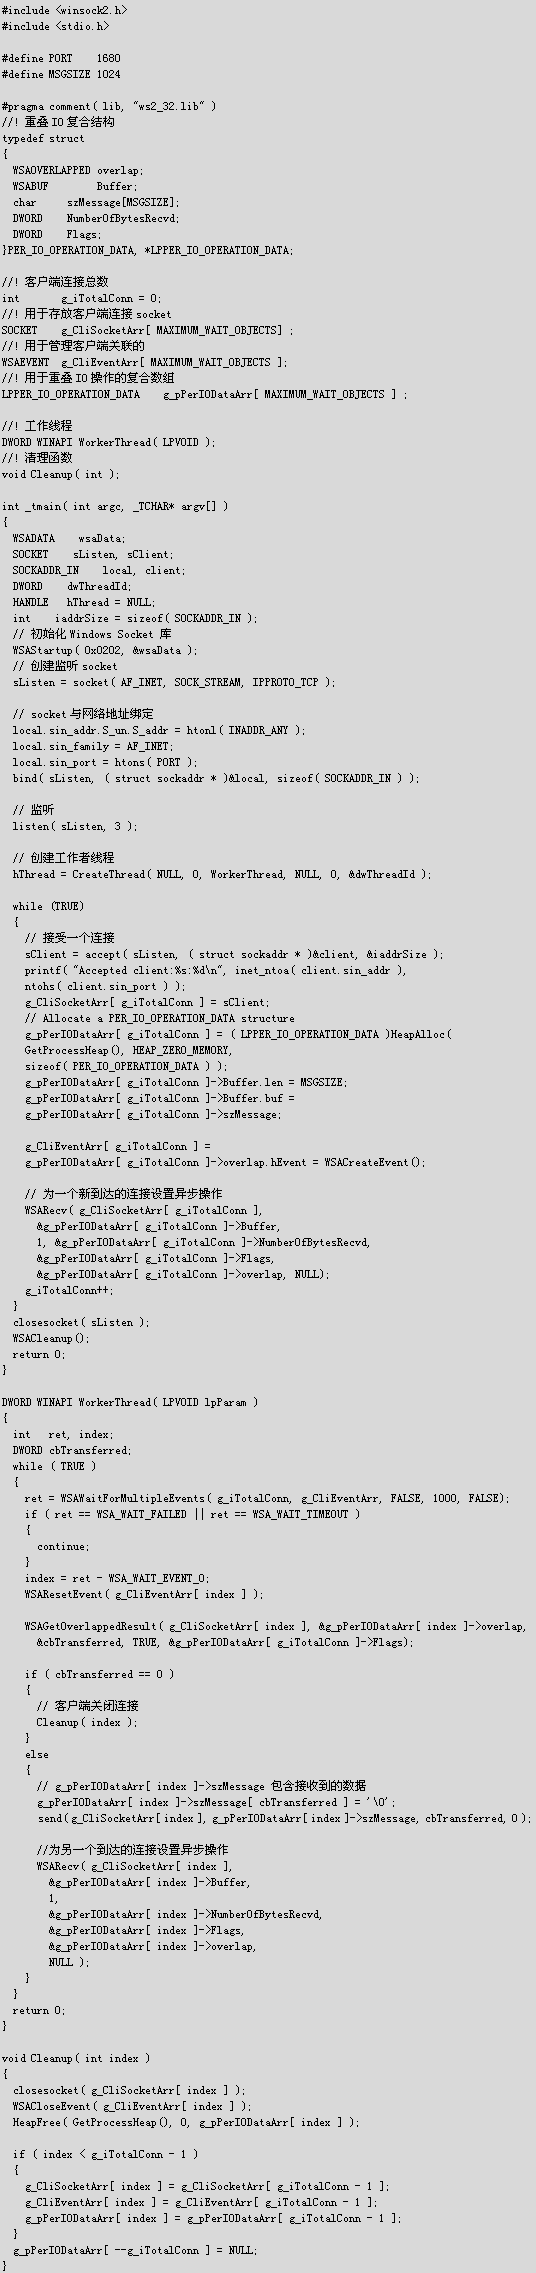 #include <winsock2.h>
#include <stdio.h>
#define PORT    1680
#define MSGSIZE 1024
#pragma comment( lib, "ws2_32.lib" )
//! 重叠 IO 复合结构
typedef struct
{
  WSAOVERLAPPED overlap;
  WSABUF        Buffer;
  char     szMessage[MSGSIZE];
  DWORD    NumberOfBytesRecvd;
  DWORD    Flags;
}PER_IO_OPERATION_DATA, *LPPER_IO_OPERATION_DATA;
//! 客户端连接总数
int       g_iTotalConn = 0;
//! 用于存放客户端连接 socket
SOCKET    g_CliSocketArr[ MAXIMUM_WAIT_OBJECTS] ;
//! 用于管理客户端关联的
WSAEVENT  g_CliEventArr[ MAXIMUM_WAIT_OBJECTS ];
//! 用于重叠 IO 操作的复合数组
LPPER_IO_OPERATION_DATA    g_pPerIODataArr[ MAXIMUM_WAIT_OBJECTS ] ;
//! 工作线程
DWORD WINAPI WorkerThread( LPVOID );
//! 清理函数
void Cleanup( int );
int _tmain( int argc, _TCHAR* argv[] )
{
  WSADATA    wsaData;
  SOCKET    sListen, sClient;
  SOCKADDR_IN    local, client;
  DWORD    dwThreadId;
  HANDLE   hThread = NULL;
  int    iaddrSize = sizeof( SOCKADDR_IN );
  // 初始化 Windows Socket 库
  WSAStartup( 0x0202, &wsaData );
  // 创建监听 socket
  sListen = socket( AF_INET, SOCK_STREAM, IPPROTO_TCP );
  // socket 与网络地址绑定
  local.sin_addr.S_un.S_addr = htonl( INADDR_ANY );
  local.sin_family = AF_INET;
  local.sin_port = htons( PORT );
  bind( sListen, ( struct sockaddr * )&local, sizeof( SOCKADDR_IN ) );
  // 监听
  listen( sListen, 3 );
  // 创建工作者线程
  hThread = CreateThread( NULL, 0, WorkerThread, NULL, 0, &dwThreadId );
  while (TRUE)
  {
    // 接受一个连接
    sClient = accept( sListen, ( struct sockaddr * )&client, &iaddrSize );
    printf( "Accepted client:%s:%d\n", inet_ntoa( client.sin_addr ),
    ntohs( client.sin_port ) );
    g_CliSocketArr[ g_iTotalConn ] = sClient;
    // Allocate a PER_IO_OPERATION_DATA structure
    g_pPerIODataArr[ g_iTotalConn ] = ( LPPER_IO_OPERATION_DATA )HeapAlloc(
    GetProcessHeap(), HEAP_ZERO_MEMORY,
    sizeof( PER_IO_OPERATION_DATA ) );
    g_pPerIODataArr[ g_iTotalConn ]->Buffer.len = MSGSIZE;
    g_pPerIODataArr[ g_iTotalConn ]->Buffer.buf =
    g_pPerIODataArr[ g_iTotalConn ]->szMessage;
    g_CliEventArr[ g_iTotalConn ] =
    g_pPerIODataArr[ g_iTotalConn ]->overlap.hEvent = WSACreateEvent();
    // 为一个新到达的连接设置异步操作
    WSARecv( g_CliSocketArr[ g_iTotalConn ],
      &g_pPerIODataArr[ g_iTotalConn ]->Buffer,
      1, &g_pPerIODataArr[ g_iTotalConn ]->NumberOfBytesRecvd,
      &g_pPerIODataArr[ g_iTotalConn ]->Flags,
      &g_pPerIODataArr[ g_iTotalConn ]->overlap, NULL);
    g_iTotalConn++;
  }
  closesocket( sListen );
  WSACleanup();
  return 0;
}
DWORD WINAPI WorkerThread( LPVOID lpParam )
{
  int   ret, index;
  DWORD cbTransferred;
  while ( TRUE )
  {
    ret = WSAWaitForMultipleEvents( g_iTotalConn, g_CliEventArr, FALSE, 1000, FALSE);
    if ( ret == WSA_WAIT_FAILED || ret == WSA_WAIT_TIMEOUT )
    {
      continue;
    }
    index = ret - WSA_WAIT_EVENT_0;
    WSAResetEvent( g_CliEventArr[ index ] );
    WSAGetOverlappedResult( g_CliSocketArr[ index ], &g_pPerIODataArr[ index ]->overlap,
      &cbTransferred, TRUE, &g_pPerIODataArr[ g_iTotalConn ]->Flags);
    if ( cbTransferred == 0 )
    {
      // 客户端关闭连接
      Cleanup( index );
    }
    else
    {
      // g_pPerIODataArr[ index ]->szMessage 包含接收到的数据
      g_pPerIODataArr[ index ]->szMessage[ cbTransferred ] = '\0';
      send( g_CliSocketArr[ index ], g_pPerIODataArr[ index ]->szMessage, cbTransferred, 0 );
      //为另一个到达的连接设置异步操作
      WSARecv( g_CliSocketArr[ index ],
        &g_pPerIODataArr[ index ]->Buffer,
        1,
        &g_pPerIODataArr[ index ]->NumberOfBytesRecvd,
        &g_pPerIODataArr[ index ]->Flags,
        &g_pPerIODataArr[ index ]->overlap,
        NULL );
    }
  }
  return 0;
}
void Cleanup( int index )
{
  closesocket( g_CliSocketArr[ index ] );
  WSACloseEvent( g_CliEventArr[ index ] );
  HeapFree( GetProcessHeap(), 0, g_pPerIODataArr[ index ] );
  if ( index < g_iTotalConn - 1 )
  {
    g_CliSocketArr[ index ] = g_CliSocketArr[ g_iTotalConn - 1 ];
    g_CliEventArr[ index ] = g_CliEventArr[ g_iTotalConn - 1 ];
    g_pPerIODataArr[ index ] = g_pPerIODataArr[ g_iTotalConn - 1 ];
  }
  g_pPerIODataArr[ --g_iTotalConn ] = NULL;
}